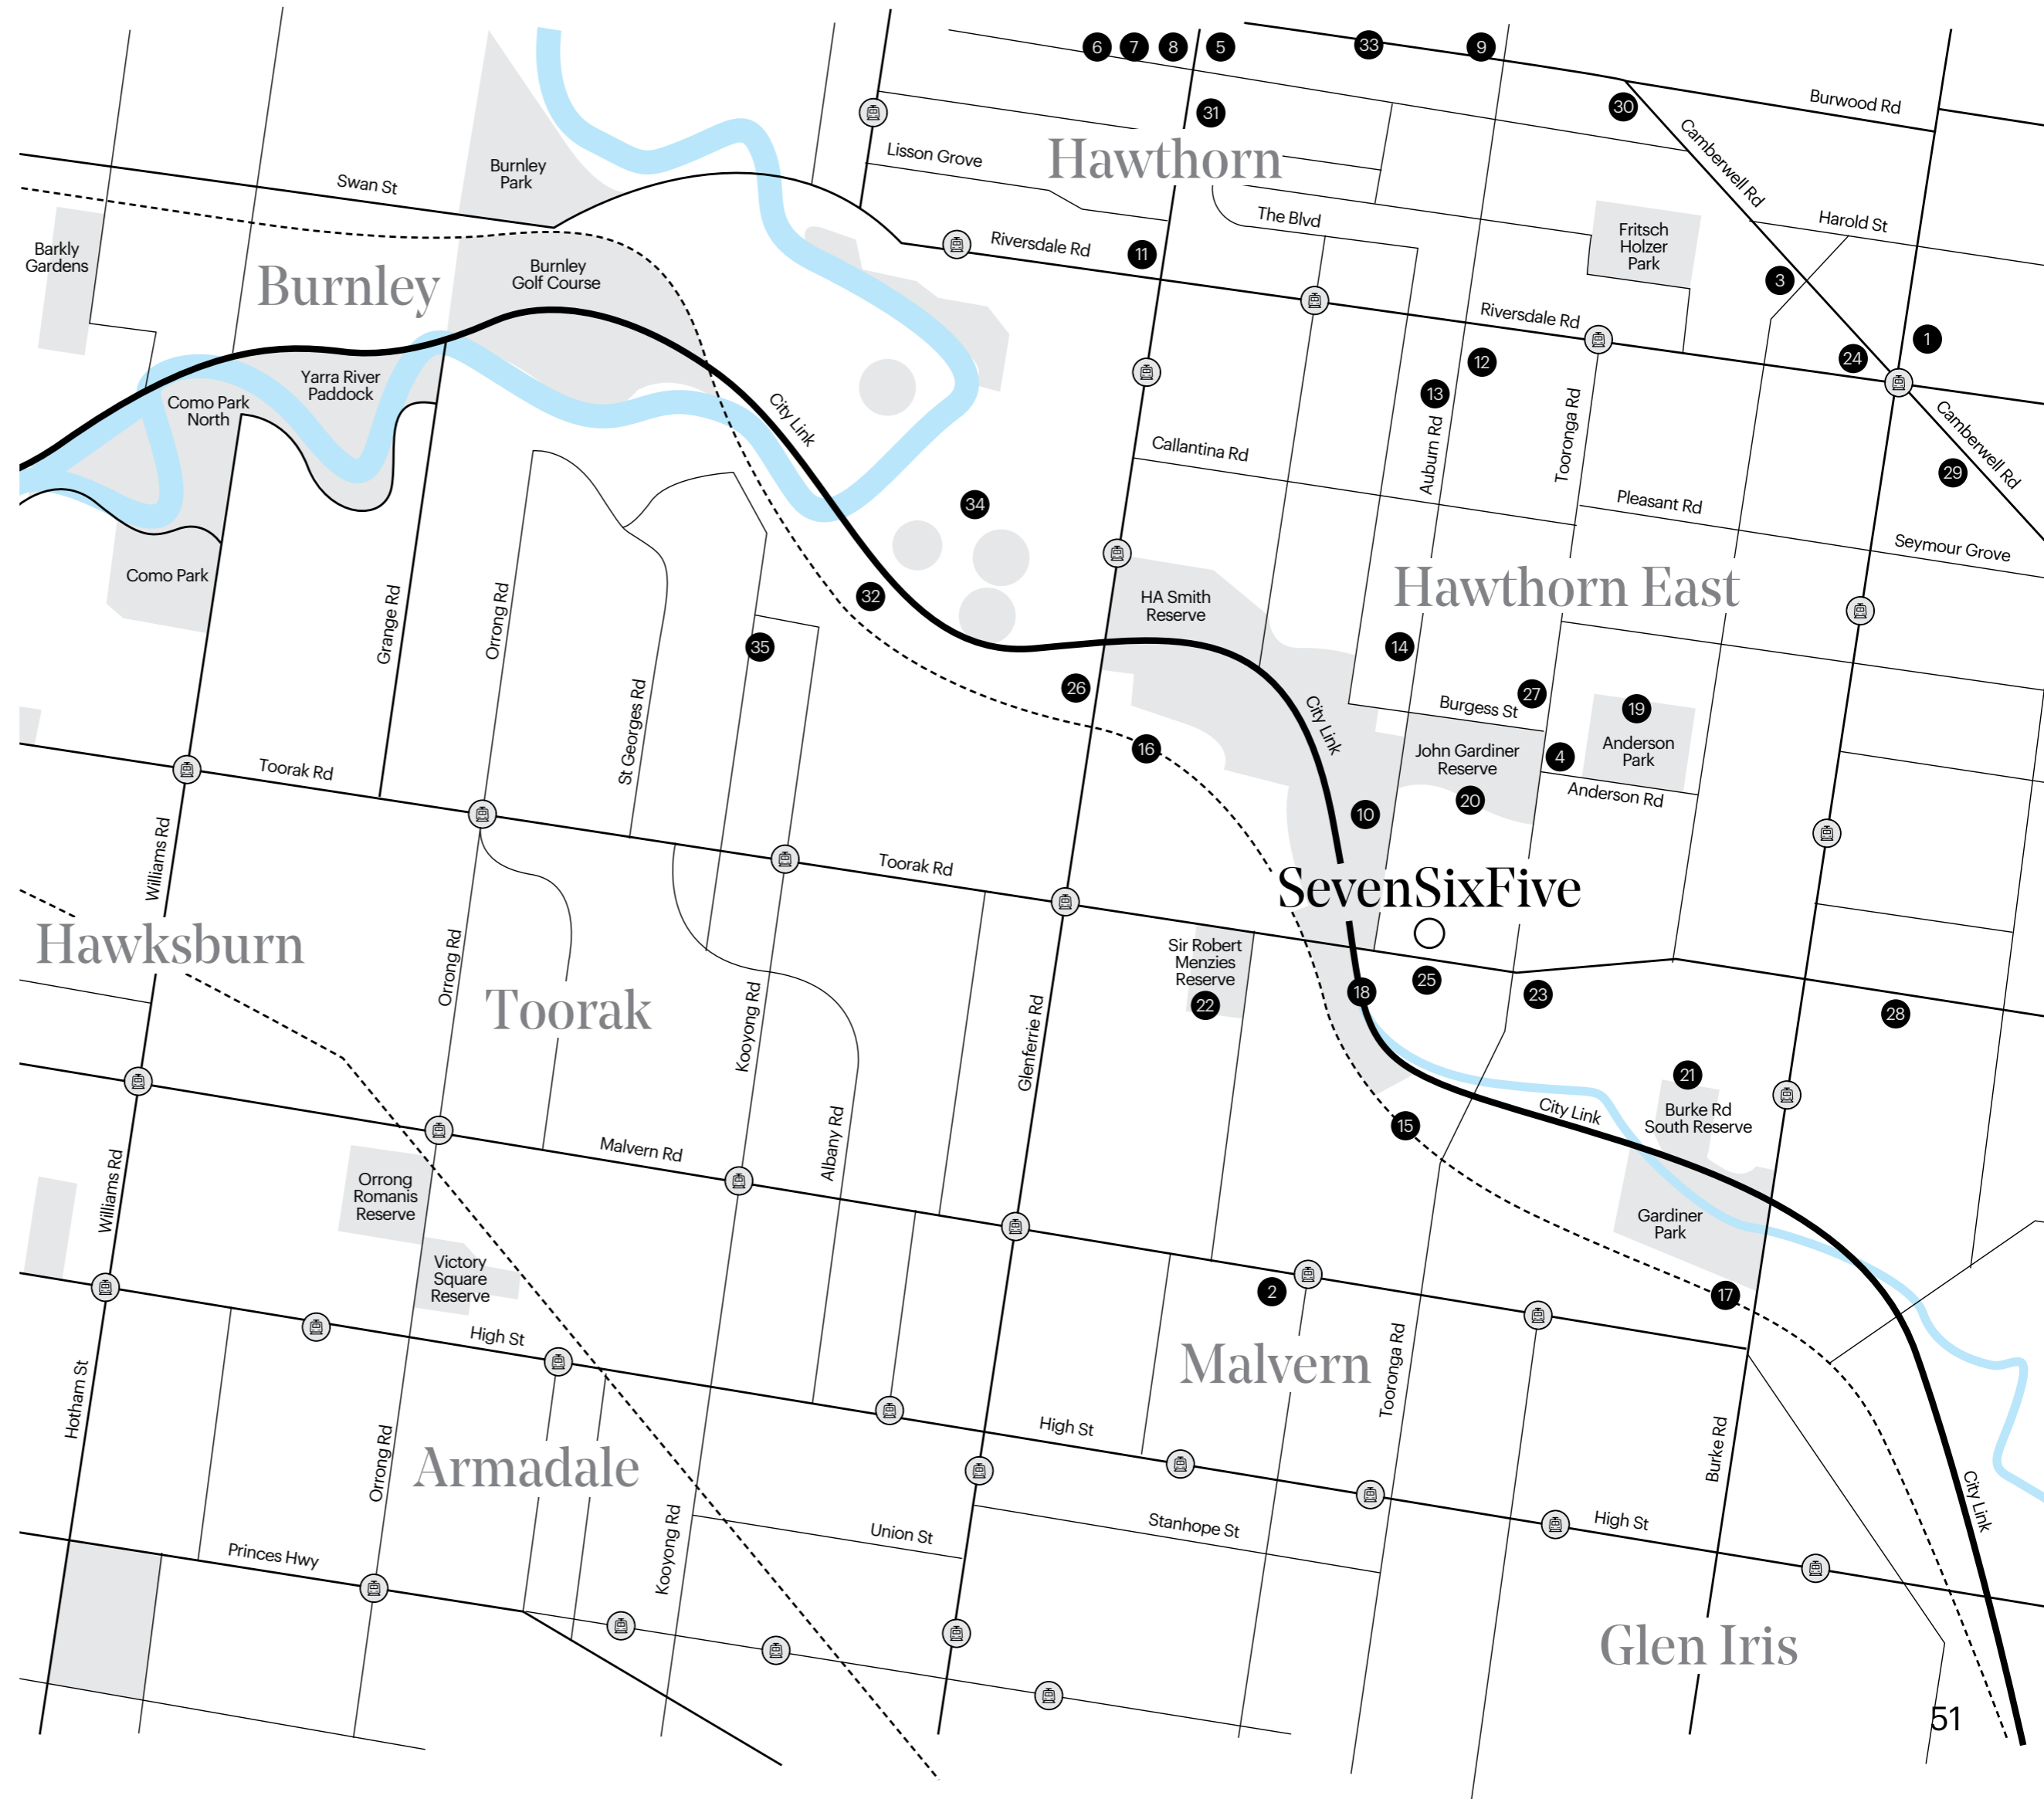 6 7 8 5
33
9
31
30
Burwood Rd
Camberwell Rd
Hawthorn
Lisson Grove
Burnley
Park
Swan St
The Blvd
Harold St
Barkly
Gardens
Burnley
Burnley
Golf Course
Riversdale Rd
11
Fritsch
Holzer
Park
3
Riversdale Rd
1
24
12
13
Yarra River
Paddock
Como Park
North
City Link
Auburn Rd
Tooronga Rd
Camberwell Rd
29
Callantina Rd
34
Pleasant Rd
Seymour Grove
Como Park
Grange Rd
Orrong Rd
32
HA Smith
Reserve
Hawthorn East
35
14
St Georges Rd
26
27
19
Burgess St
City Link
16
John Gardiner
Reserve
4
Anderson
Park
Anderson Rd
20
10
Toorak Rd
Williams Rd
Toorak Rd
SevenSixFive
Hawksburn
Orrong Rd
Toorak
Kooyong Rd
Glenferrie Rd
Sir Robert
Menzies
Reserve
22
18
25
23
28
21
Burke Rd
South Reserve
City Link
15
Malvern Rd
Albany Rd
Williams Rd
Orrong
Romanis
Reserve
Gardiner
Park
Victory
Square
Reserve
2
17
High St
Malvern
Tooronga Rd
Hotham St
Orrong Rd
Armadale
High St
Burke Rd
City Link
Kooyong Rd
Union St
Stanhope St
High St
Princes Hwy
Glen Iris
51